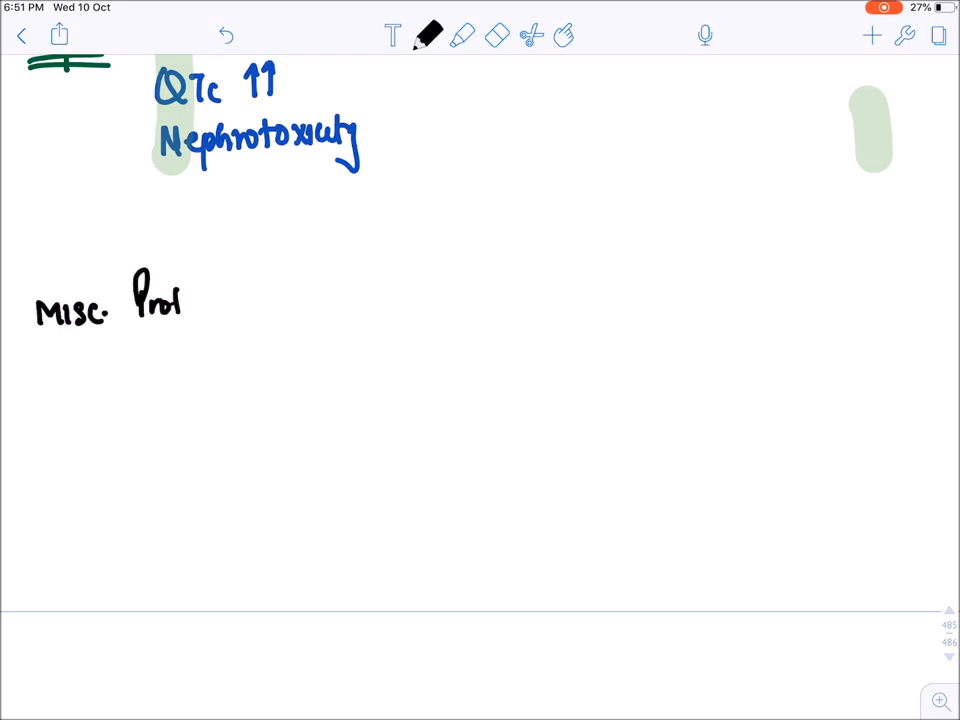 6:51 PM Wed 10 Oct
27%
T
QTc ↑↑
Nephrotoxicity
Misc. Prol
485
486